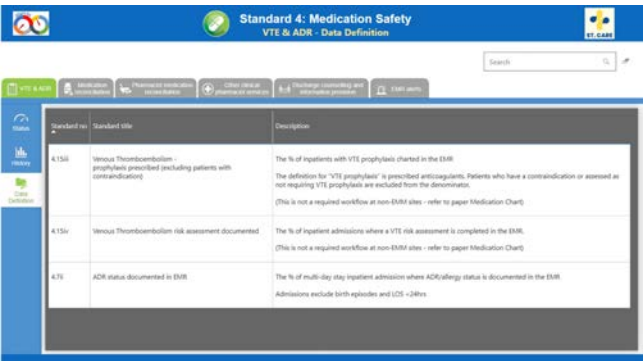 Standard 4: Medication Safety
VTE & ADR - Data Definition
ST. CARE
Search
VTE & ADR
Medication reconciliation
Pharmacist medication reconciliation
Other clinical pharmacist services
Discharge counselling and information provision
EMR alerts
Status
History
Data Definition
Standard no
Standard title
Description
4.15iii
Venous Thromboembolism -
prophylaxis prescribed (excluding patients with
contraindication)
The % of inpatients with VTE prophylaxis charted in the EMR
The definition for "VTE prophylaxis" is prescribed anticoagulants. Patients who have a contraindication or assessed as
not requiring VTE prophylaxis are excluded from the denominator.
(This is not a required workflow at non-EMM sites - refer to paper Medication Chart)
4.15iv
Venous Thromboembolism risk assessment documented
The % of inpatient admissions where a VTE risk assessment is completed in the EMR.
(This is not a required workflow at non-EMM sites - refer to paper Medication Chart)
4.7ii
ADR status documented in EMR
The % of multi-day stay inpatient admission where ADR/allergy status is documented in the EMR
Admissions exclude birth episodes and LOS <24hrs